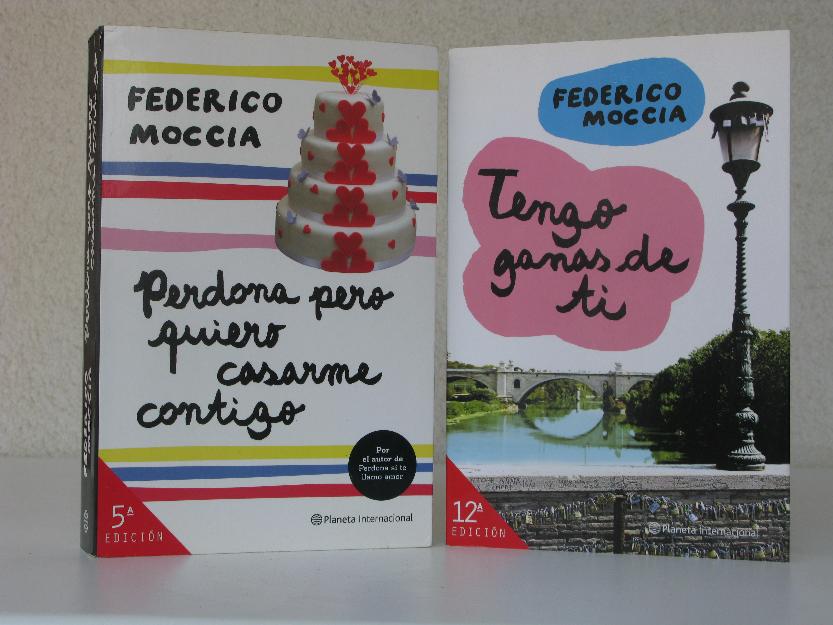 FEDERICO
MOCCIA
Perdona pero
quiero
casarme
contigo
Por
el autor de
Perdona si te
llamo amor
5ª
EDICIÓN
Planeta Internacional
FEDERICO
MOCCIA
Tengo
ganas de
ti
12ª
EDICIÓN
Planeta Internacional